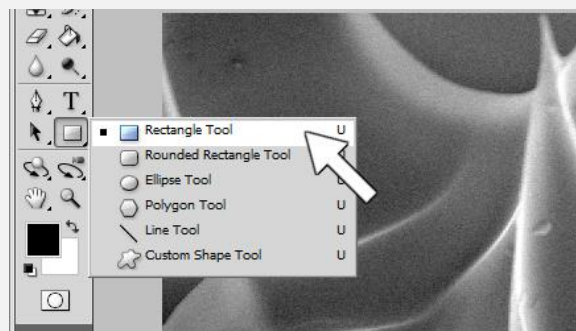 T
Rectangle Tool U
Rounded Rectangle Tool
Ellipse Tool U
Polygon Tool U
Line Tool U
Custom Shape Tool U